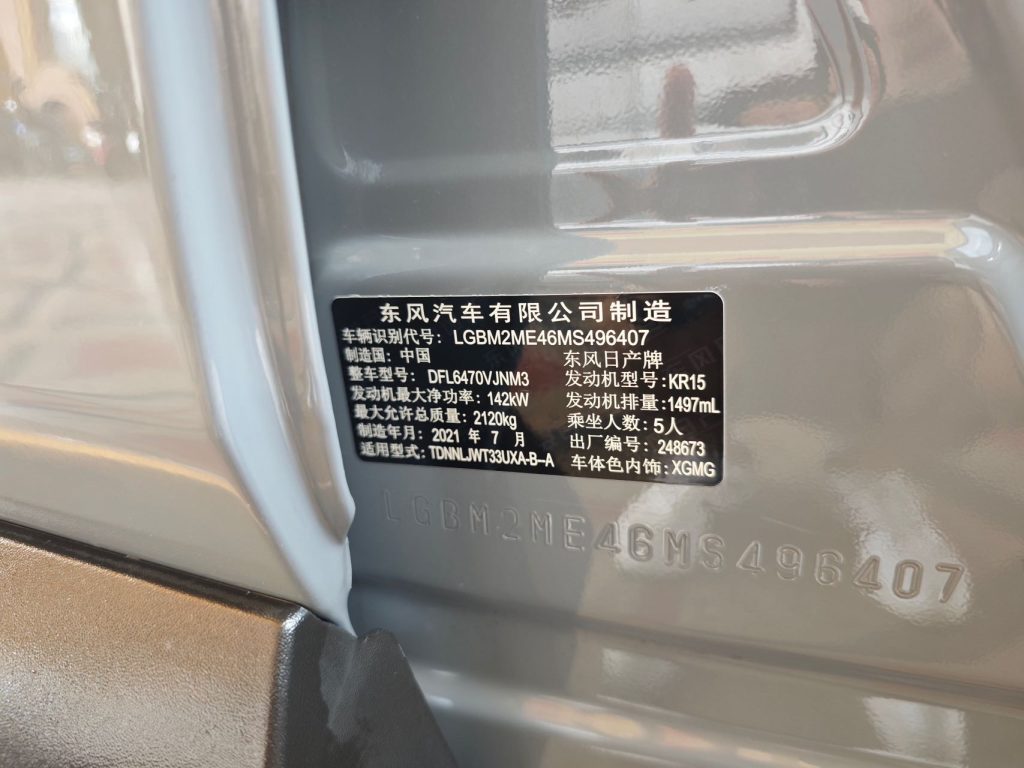 东风汽车有限公司制造
车辆识别代号: LGBM2ME46MS496407
制造国: 中国 东风日产牌
整车型号: DFL6470VJNM3 发动机型号: KR15
发动机最大净功率: 142kW 发动机排量: 1497mL
最大允许总质量: 2120kg 乘坐人数: 5人
制造年月: 2021 年 7 月 出厂编号: 248673
适用型式: TDNNLJWT33UXA-B-A 车体色内饰: XGMG
LGBM2ME46MS496407